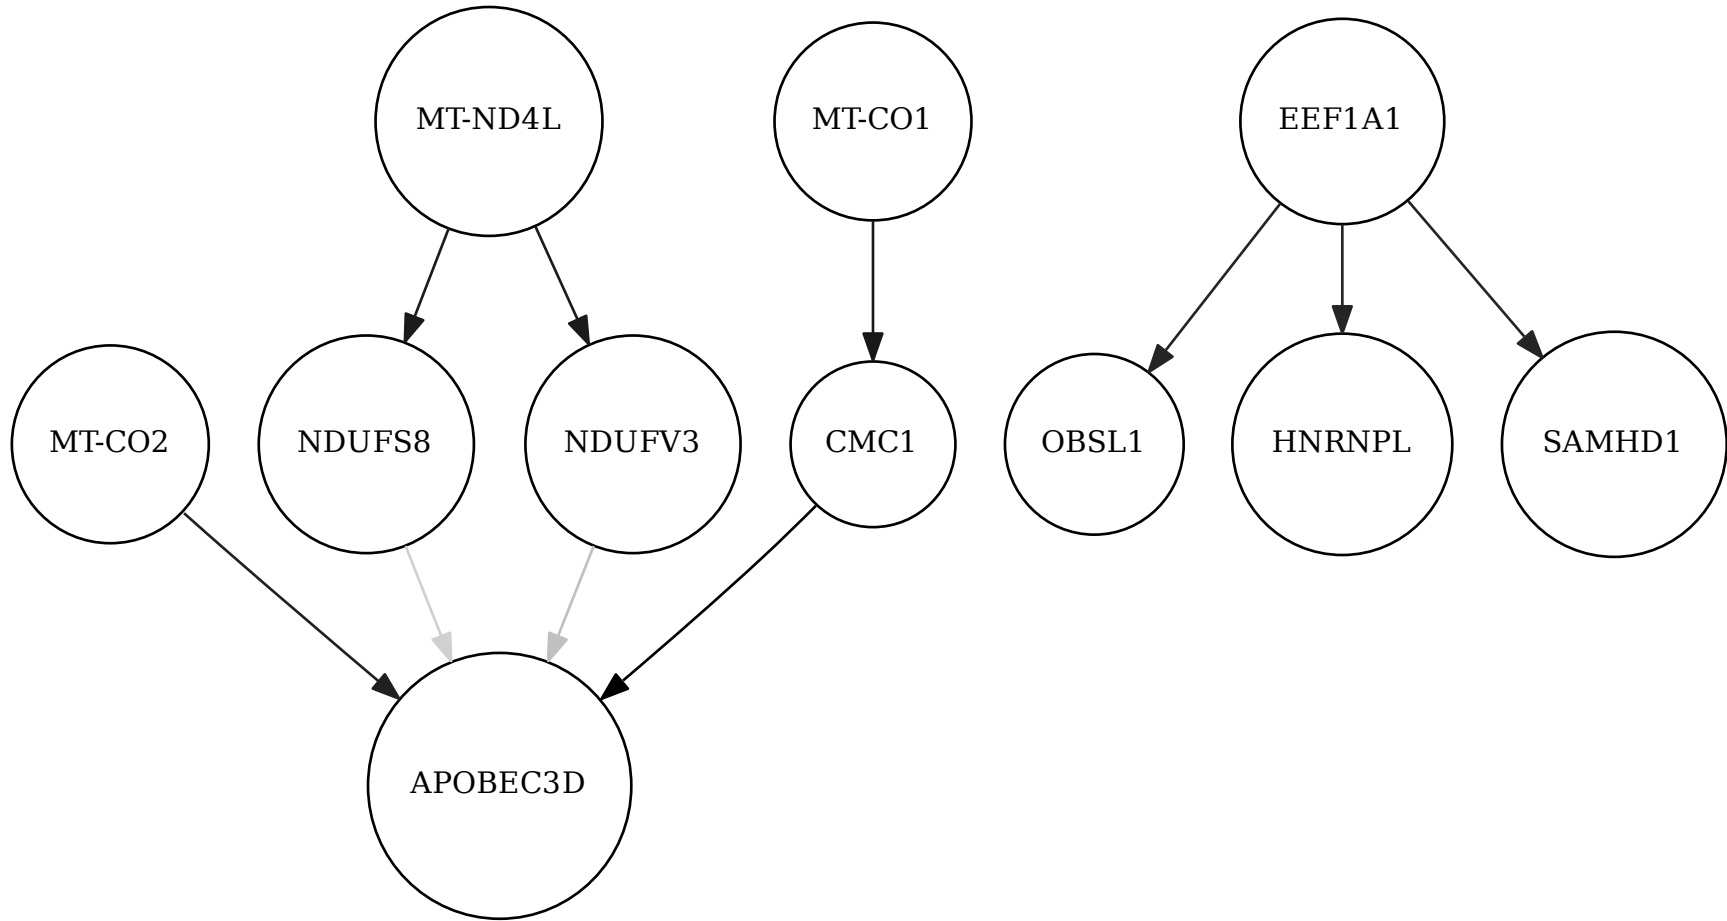 MT-ND4L
MT-CO1
EEF1A1
MT-CO2
NDUFS8
NDUFV3
CMC1
OBSL1
HNRNPL
SAMHD1
APOBEC3D